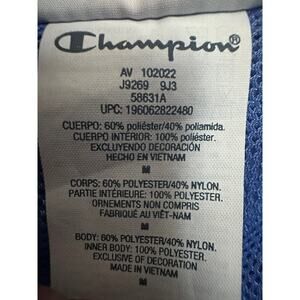 Champion®
AV 102022
J9269 9J3
58631A
UPC: 196062822480
CUERPO: 60% poliéster/40% poliamida.
CUERPO INTERIOR: 100% poliéster.
EXCLUYENDO DECORACIÓN
HECHO EN VIETNAM
M
CORPS: 60% POLYESTER/40% NYLON.
PARTIE INTÉRIEURE: 100% POLYESTER.
ORNEMENTS NON COMPRIS
FABRIQUÉ AU VIÊT-NAM
M
BODY: 60% POLYESTER/40% NYLON.
INNER BODY: 100% POLYESTER.
EXCLUSIVE OF DECORATION
MADE IN VIETNAM
M